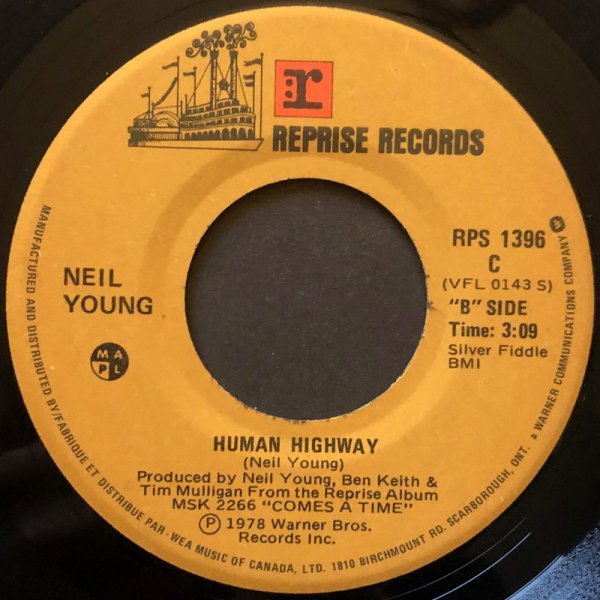 r
REPRISE RECORDS
NEIL
YOUNG
M A
P L
RPS 1396
C
(VFL 0143 S)
"B" SIDE
Time: 3:09
Silver Fiddle
BMI
HUMAN HIGHWAY
(Neil Young)
Produced by Neil Young, Ben Keith &
Tim Mulligan From the Reprise Album
MSK 2266 "COMES A TIME"
Ⓟ 1978 Warner Bros.
Records Inc.
MANUFACTURED AND DISTRIBUTED BY/FABRIQUE ET DISTRIBUE PAR-WEA MUSIC OF CANADA, LTD. 1810 BIRCHMOUNT RD. SCARBOROUGH, ONT. a WARNER COMMUNICATIONS COMPANY